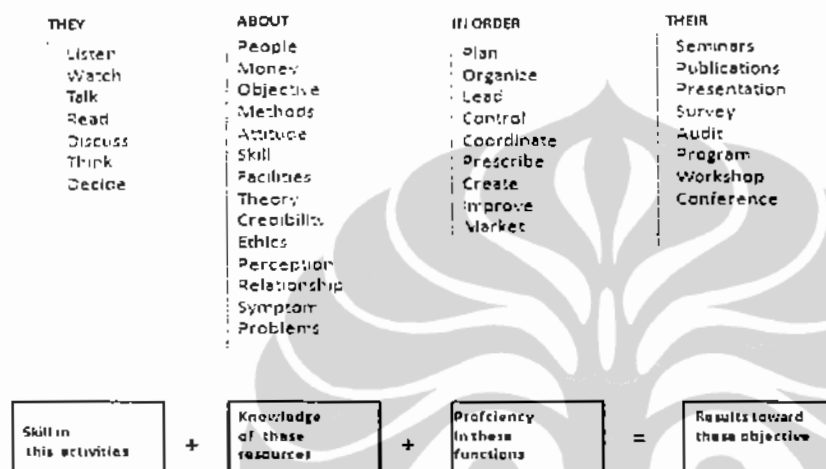 THEY
Listen
Watch
Talk
Read
Discuss
Think
Decide
ABOUT
People
Money
Objective
Methods
Attitude
Skill
Facilities
Theory
Credibility
Ethics
Perception
Relationship
Symptom
Problems
IN ORDER
Plan
Organize
Lead
Control
Coordinate
Prescribe
Create
Improve
Market
THEIR
Seminars
Publications
Presentation
Survey
Audit
Program
Workshop
Conference
Skill in
this activities
+
Knowledge
of these
resources
+
Profciency
in these
functions
=
Results toward
these objective